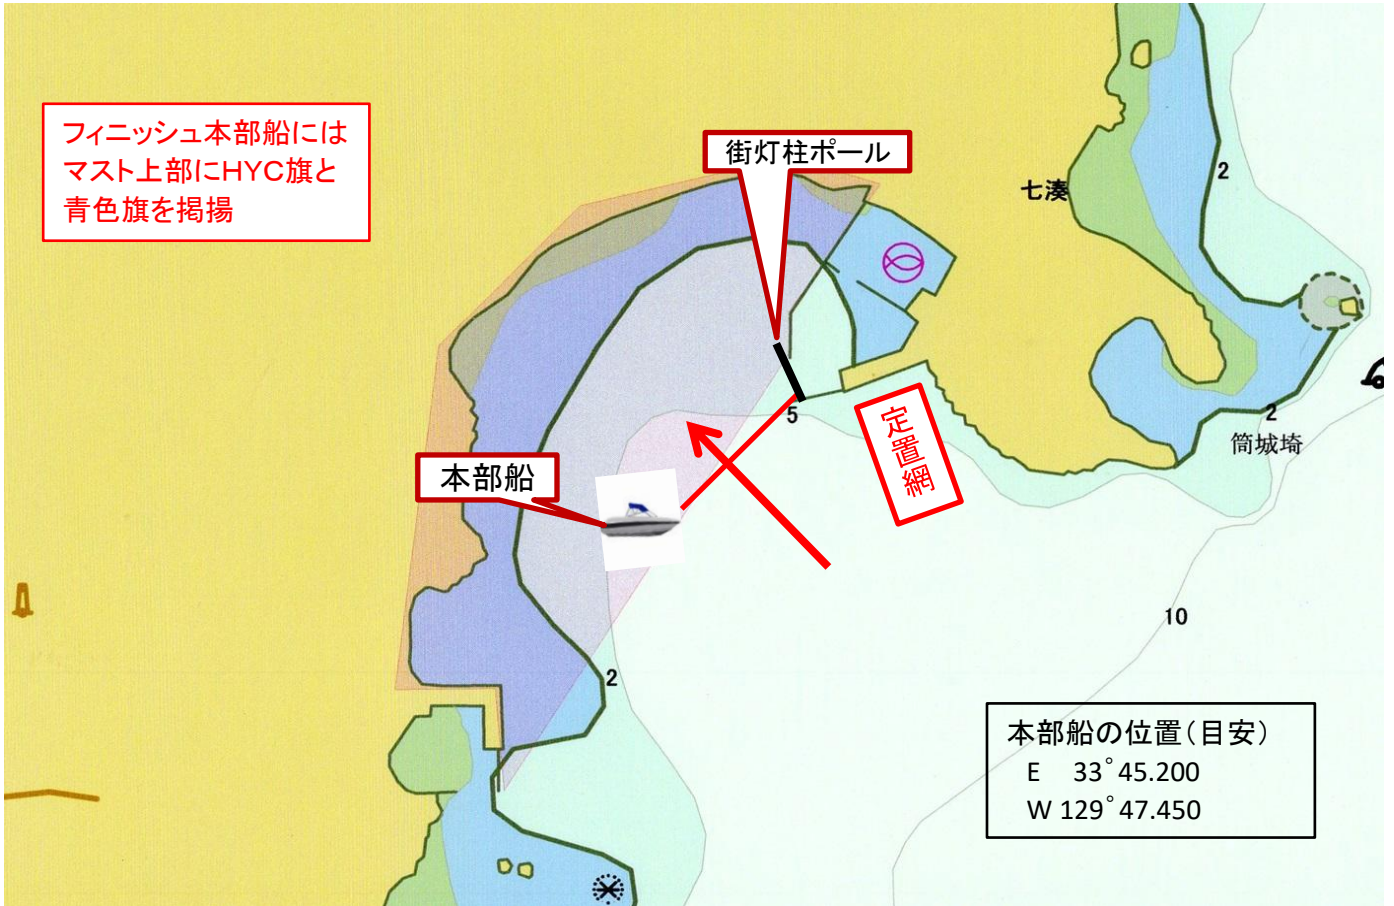 フィニッシュ本部船には
マスト上部にHYC旗と
青色旗を掲揚
街灯柱ポール
七湊
2
5
定置網
2
筒城埼
本部船
10
2
本部船の位置(目安)
E 33°45.200
W 129°47.450